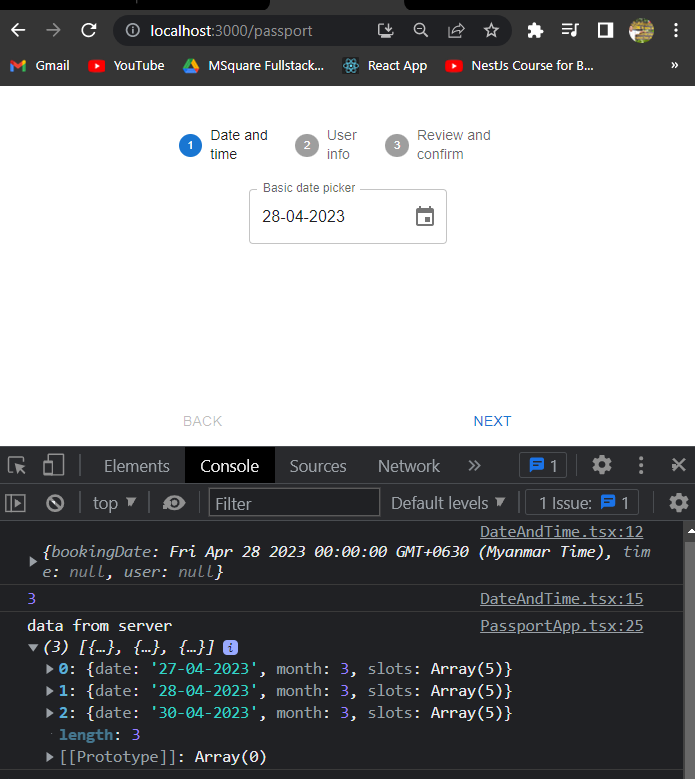 localhost:3000/passport
Gmail YouTube MSquare Fullstack... React App NestJs Course for B... »
1 Date and time 2 User info 3 Review and confirm
Basic date picker
28-04-2023
BACK NEXT
Elements Console Sources Network » 1
top Filter Default levels 1 Issue: 1
DateAndTime.tsx:12
{bookingDate: Fri Apr 28 2023 00:00:00 GMT+0630 (Myanmar Time), tim
e: null, user: null}
3 DateAndTime.tsx:15
data from server PassportApp.tsx:25
(3) [{…}, {…}, {…}] i
0: {date: '27-04-2023', month: 3, slots: Array(5)}
1: {date: '28-04-2023', month: 3, slots: Array(5)}
2: {date: '30-04-2023', month: 3, slots: Array(5)}
length: 3
[[Prototype]]: Array(0)